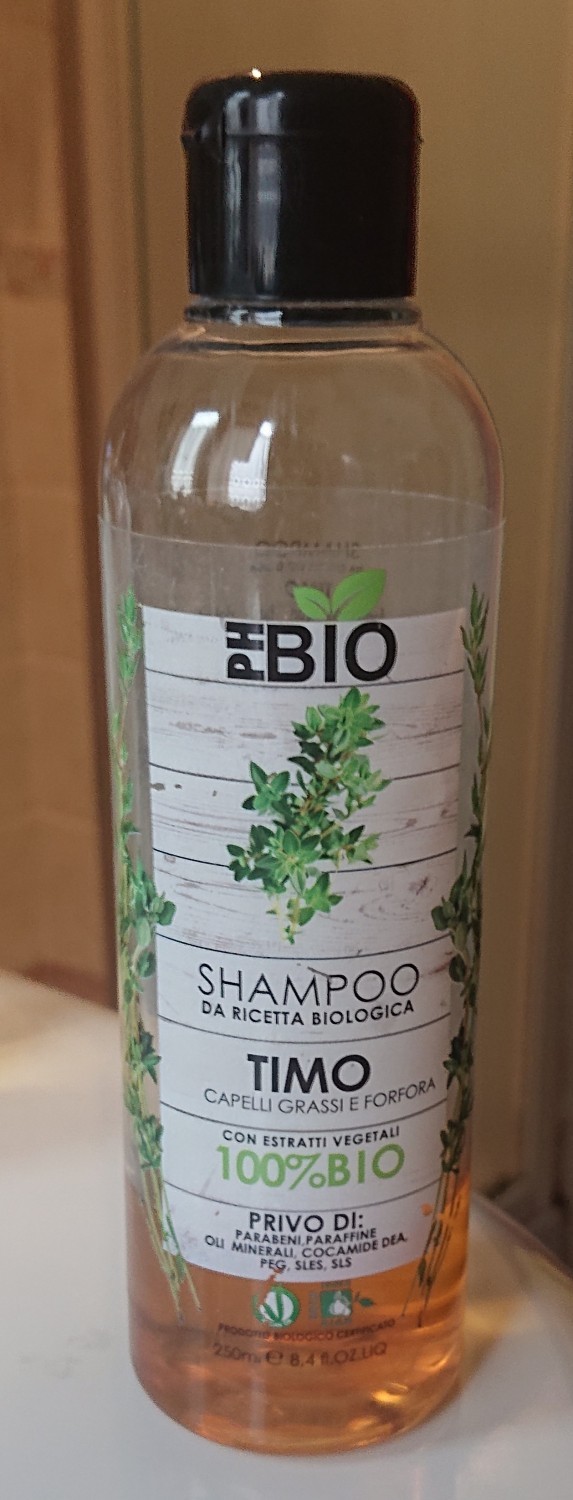 PH BIO
SHAMPOO
DA RICETTA BIOLOGICA
TIMO
CAPELLI GRASSI E FORFORA
CON ESTRATTI VEGETALI
100%BIO
PRIVO DI:
PARABENI,PARAFFINE
OLI MINERALI, COCAMIDE DEA,
PEG, SLES, SLS
PRODOTTO BIOLOGICO CERTIFICATO
250ml ℮ 8,4 fl.OZ.LIQ